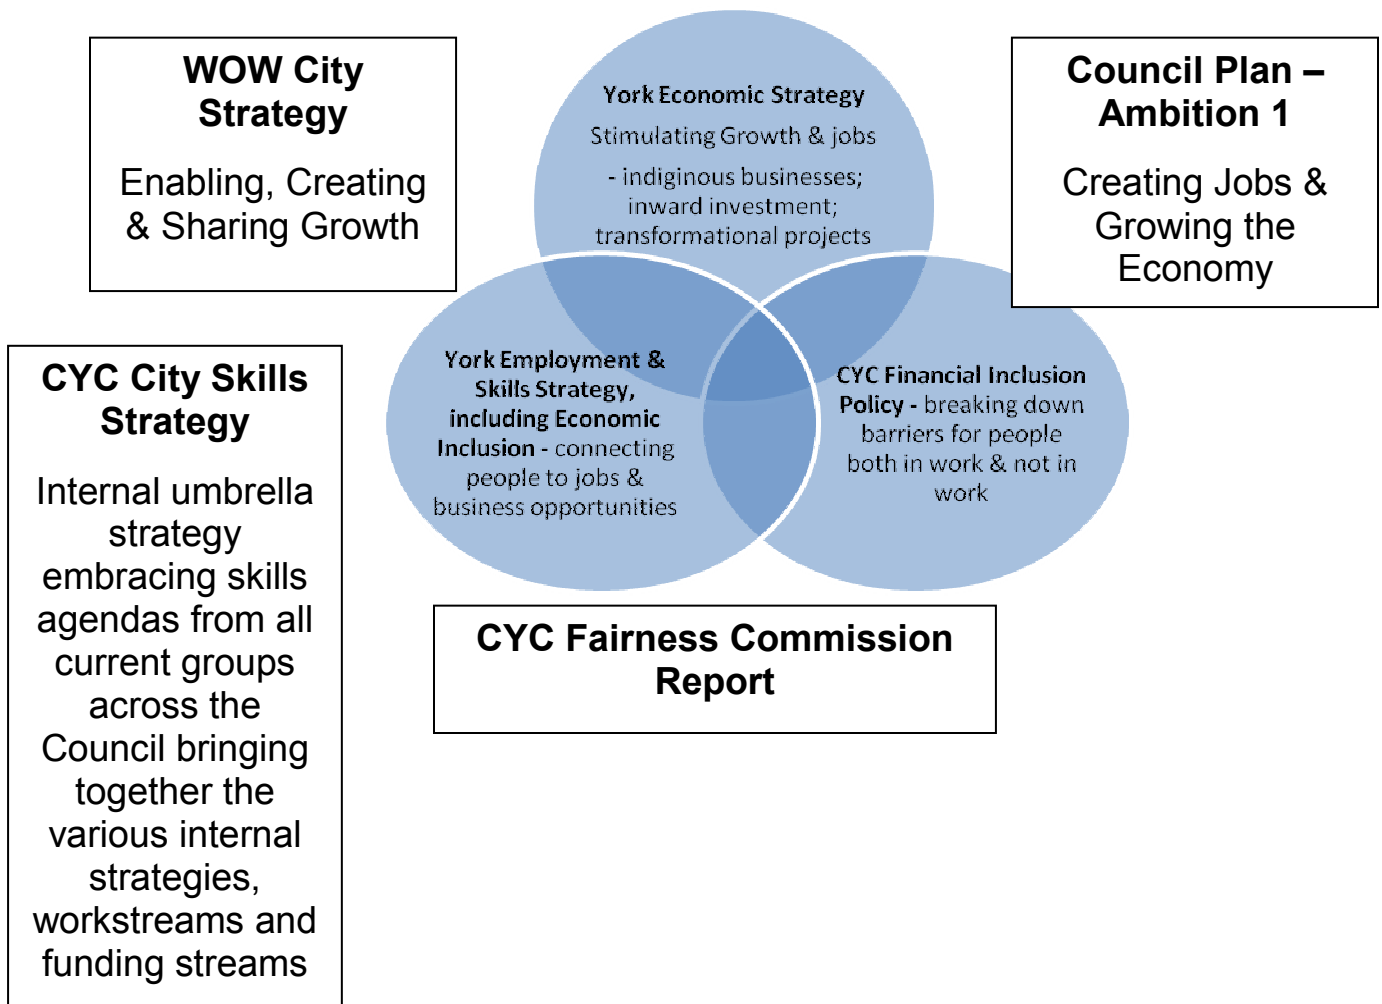 WOW City
Strategy
Enabling, Creating
& Sharing Growth
York Economic Strategy
Stimulating Growth & jobs
- indiginous businesses;
inward investment;
transformational projects
Council Plan –
Ambition 1
Creating Jobs &
Growing the
Economy
CYC City Skills
Strategy
Internal umbrella
strategy
embracing skills
agendas from all
current groups
across the
Council bringing
together the
various internal
strategies,
workstreams and
funding streams
York Employment &
Skills Strategy,
including Economic
Inclusion - connecting
people to jobs &
business opportunities
CYC Financial Inclusion
Policy - breaking down
barriers for people
both in work & not in
work
CYC Fairness Commission
Report